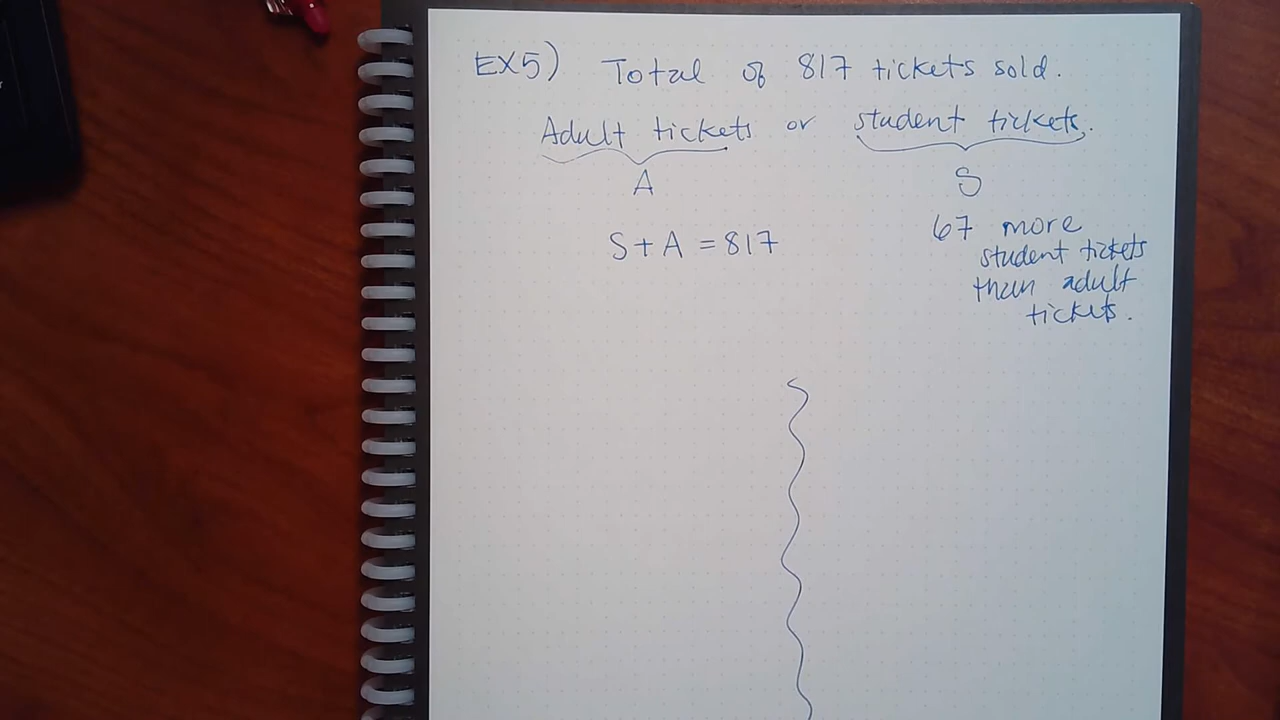 EX5) Total of 817 tickets sold.
Adult tickets or student tickets.
A S
S+A = 817
67 more
student tickets
than adult
tickets.